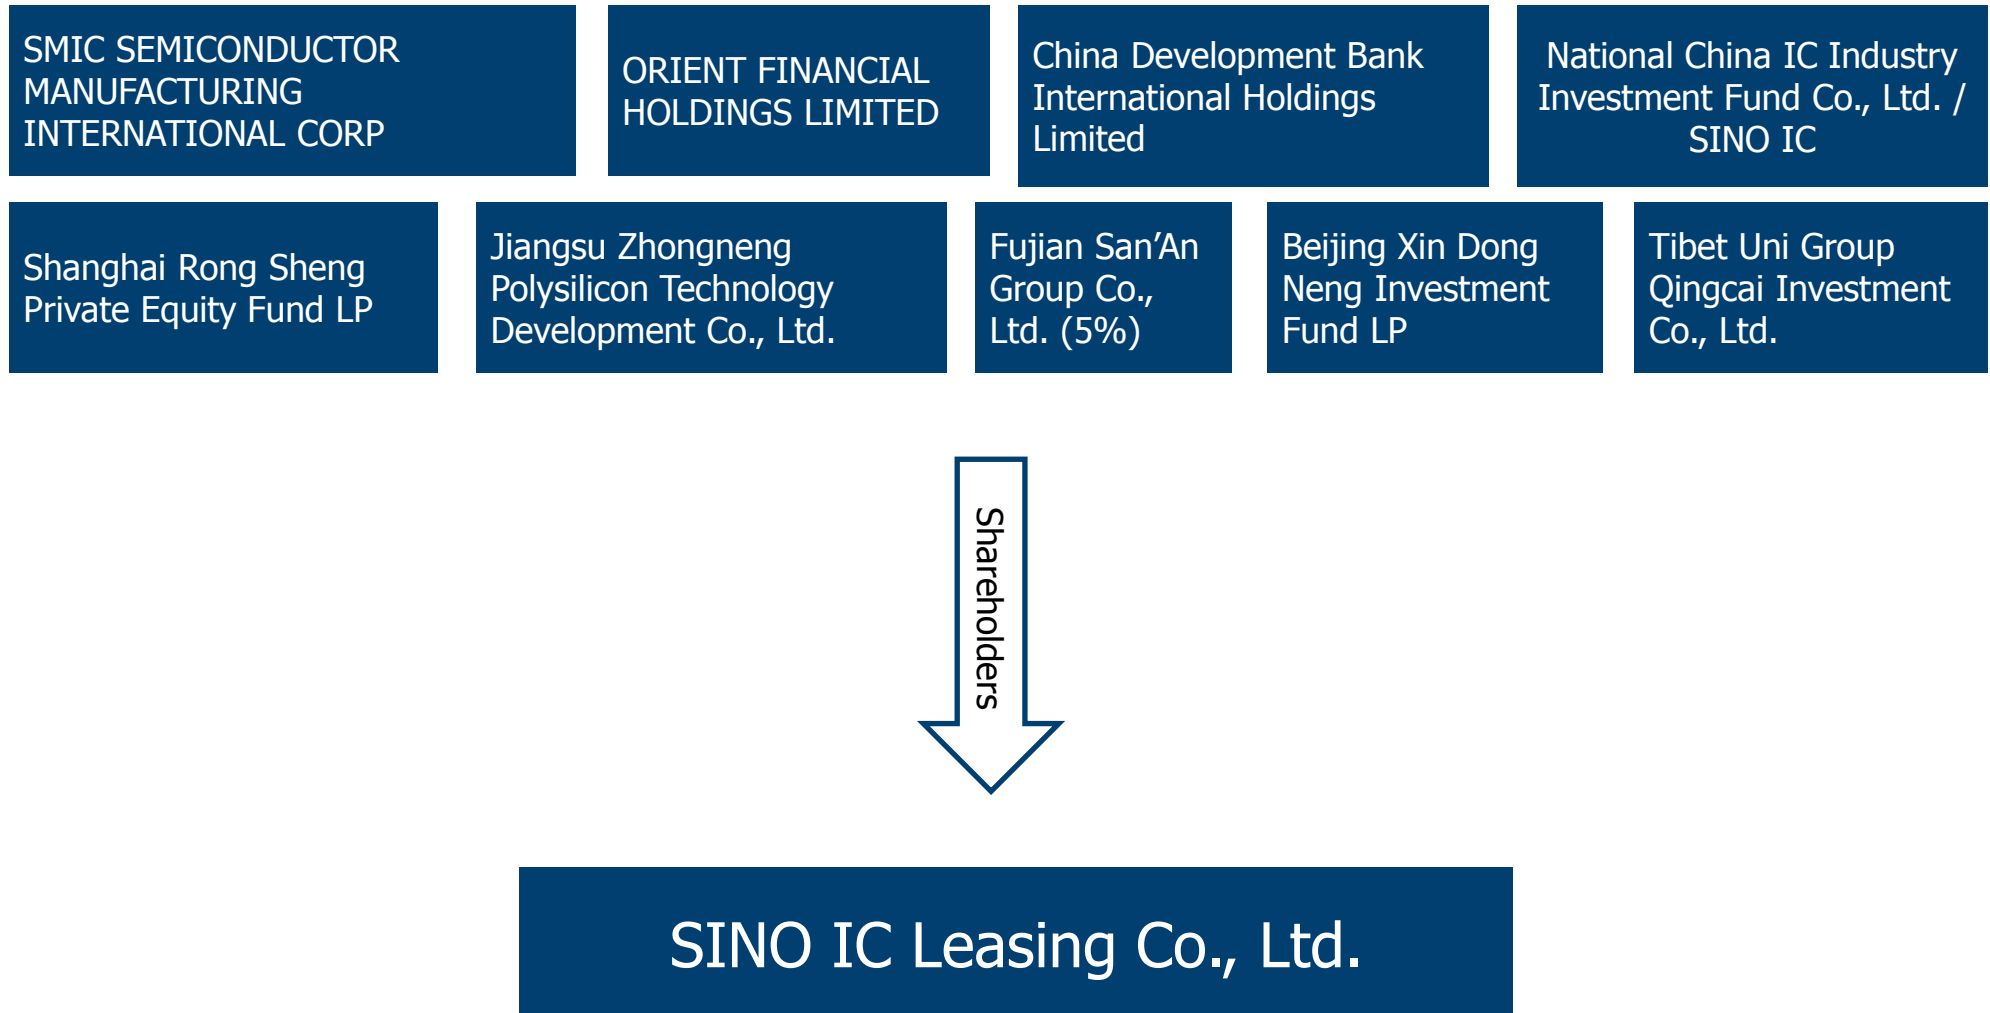 SMIC SEMICONDUCTOR
MANUFACTURING
INTERNATIONAL CORP
ORIENT FINANCIAL
HOLDINGS LIMITED
China Development Bank
International Holdings
Limited
National China IC Industry
Investment Fund Co., Ltd. /
SINO IC
Shanghai Rong Sheng
Private Equity Fund LP
Jiangsu Zhongneng
Polysilicon Technology
Development Co., Ltd.
Fujian San’An
Group Co.,
Ltd. (5%)
Beijing Xin Dong
Neng Investment
Fund LP
Tibet Uni Group
Qingcai Investment
Co., Ltd.
Shareholders
SINO IC Leasing Co., Ltd.